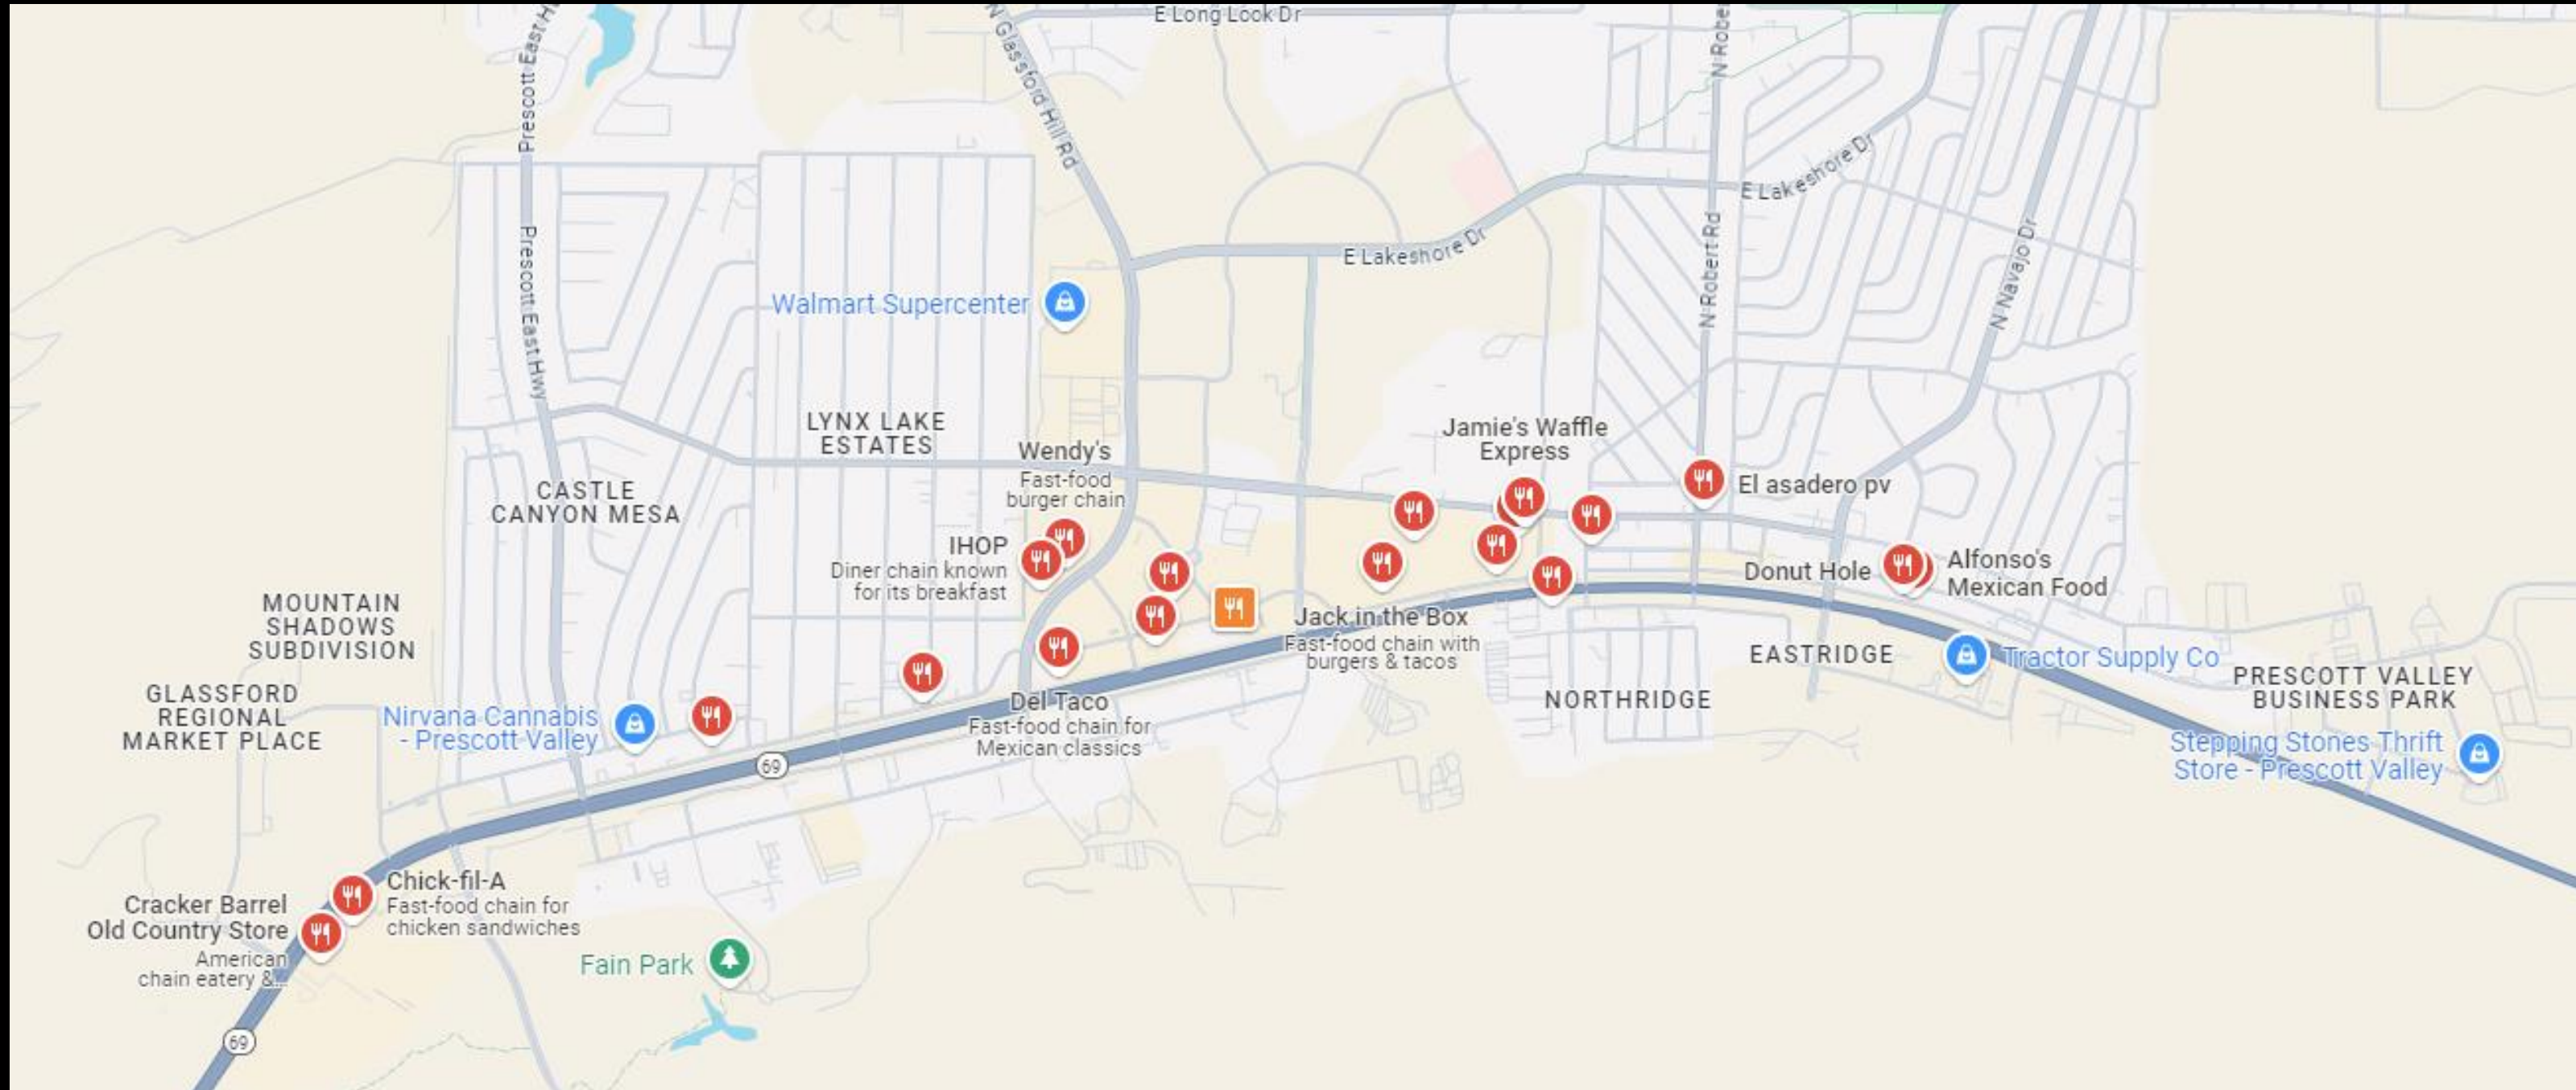 E Long Look Dr
Prescott East H
N Glassford Hill Rd
N Rober
E Lakeshore Dr
Prescott East Hwy
E Lakeshore Dr
N Robert Rd
N Navajo Dr
Walmart Supercenter
LYNX LAKE
ESTATES
Wendy's
Fast-food
burger chain
Jamie's Waffle
Express
CASTLE
CANYON MESA
El asadero pv
IHOP
Diner chain known
for its breakfast
Donut Hole
Alfonso's
Mexican Food
MOUNTAIN
SHADOWS
SUBDIVISION
Jack in the Box
Fast-food chain with
burgers & tacos
EASTRIDGE
Tractor Supply Co
PRESCOTT VALLEY
BUSINESS PARK
GLASSFORD
REGIONAL
MARKET PLACE
Nirvana Cannabis
- Prescott Valley
Del Taco
Fast-food chain for
Mexican classics
NORTHRIDGE
Stepping Stones Thrift
Store - Prescott Valley
69
Chick-fil-A
Fast-food chain for
chicken sandwiches
Cracker Barrel
Old Country Store
American
chain eatery &...
Fain Park
69